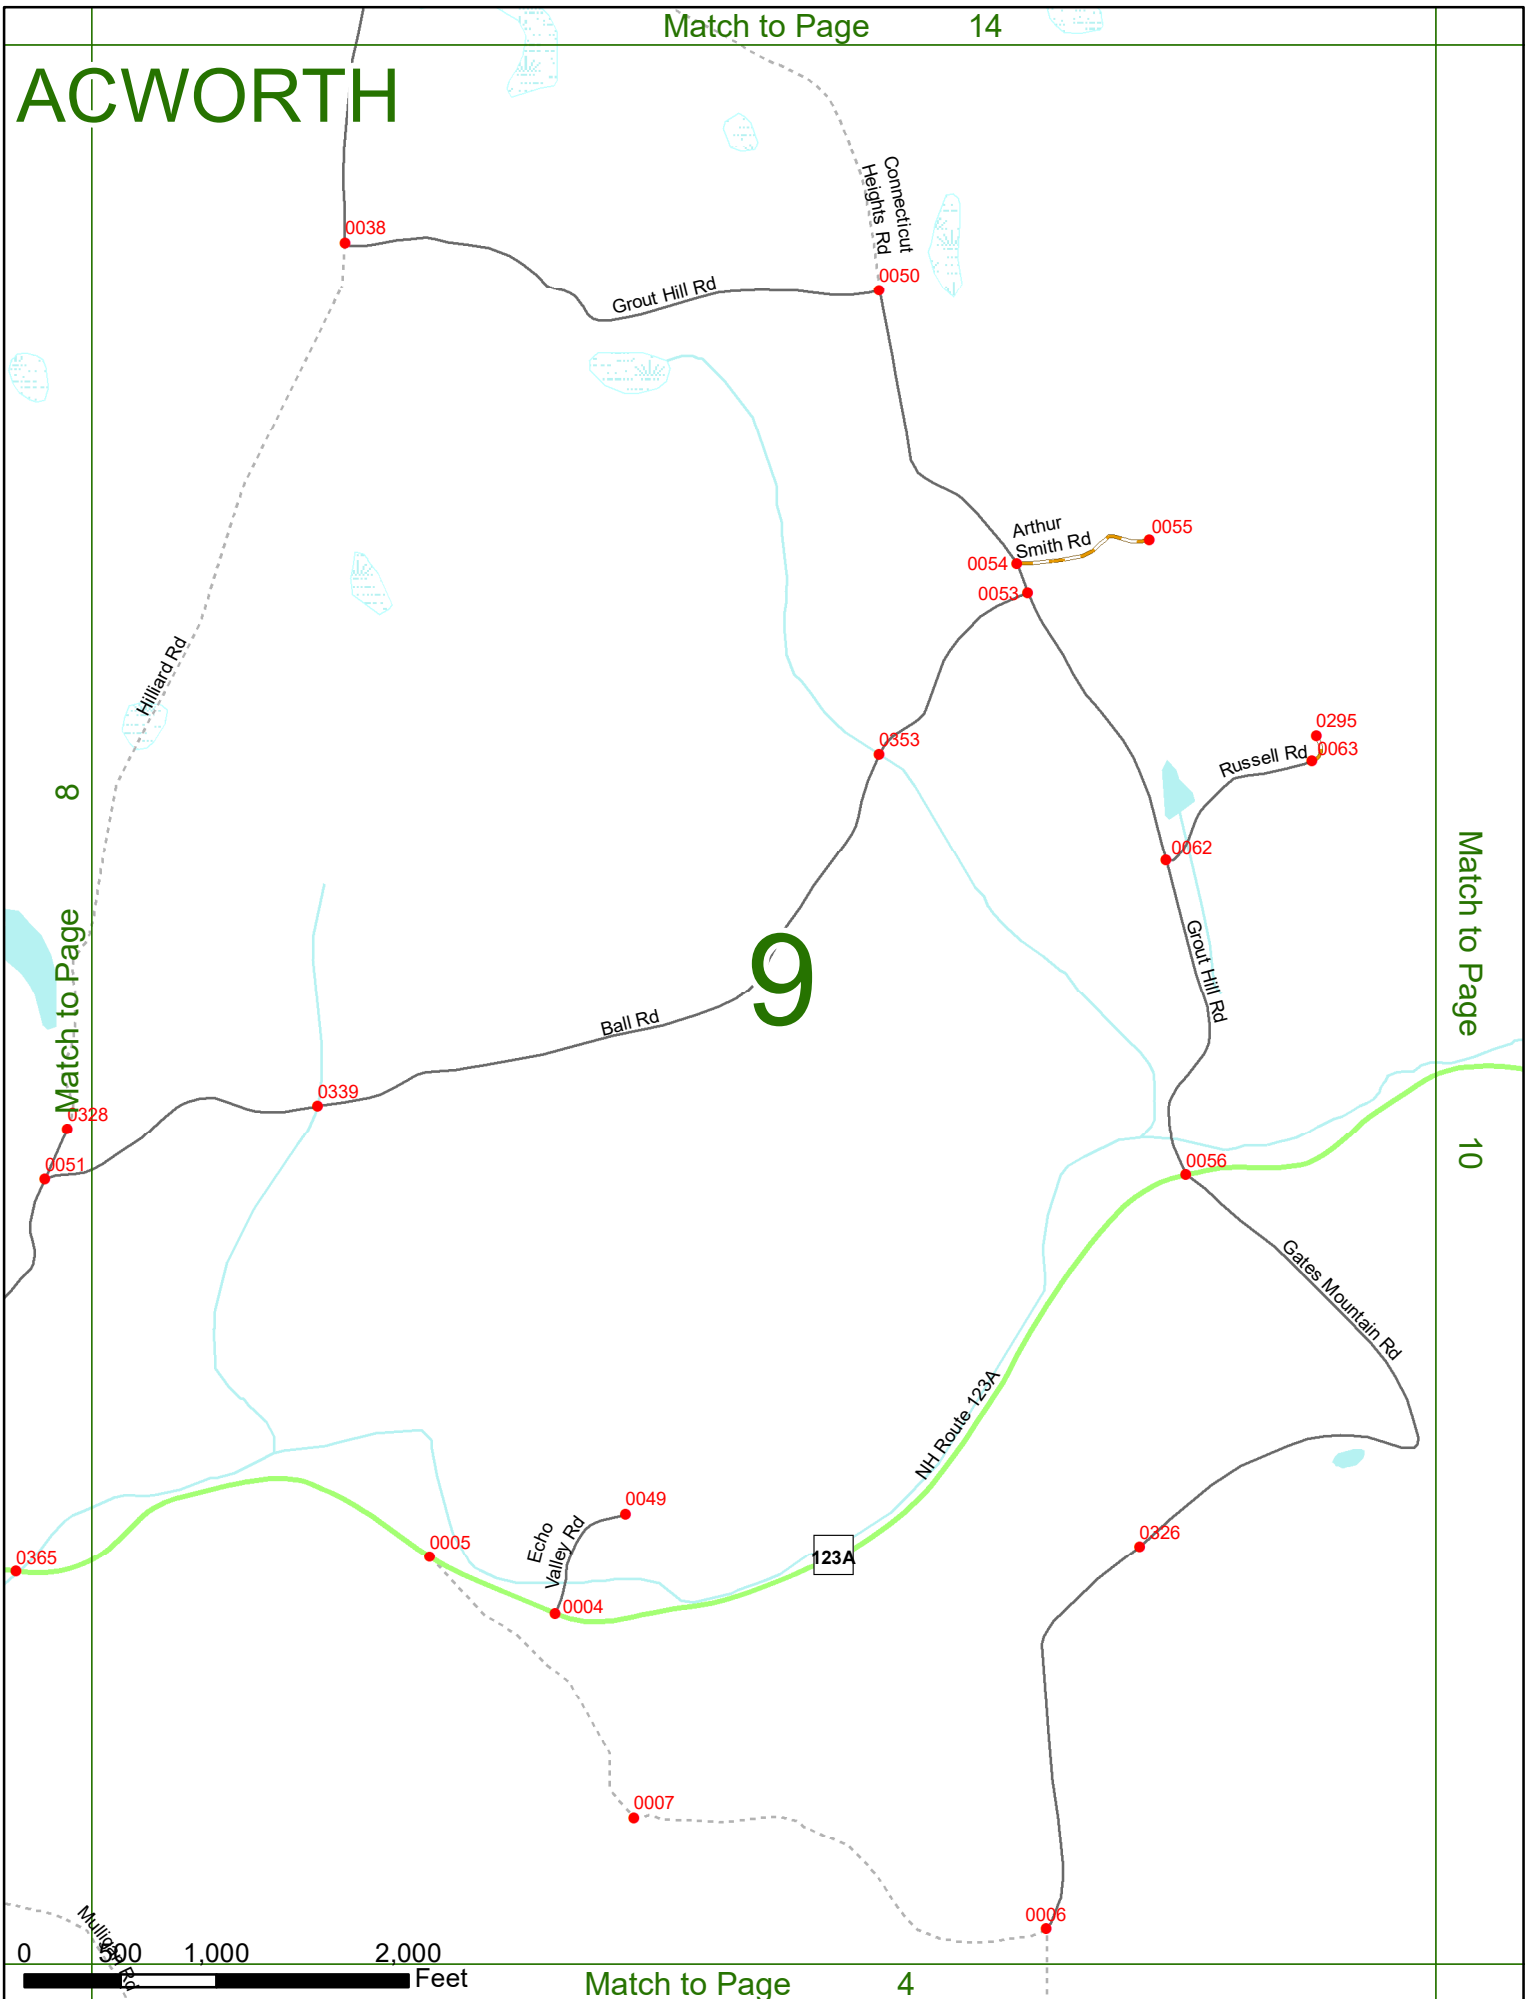 Match to Page 14
ACWORTH
Connecticut
Heights Rd
0038
0050
Grout Hill Rd
Arthur
Smith Rd
0055
0054
0053
Hilliard Rd
0295
0353
0063
Russell Rd
8
Match to Page
0062
Match to Page
10
9
Grout Hill Rd
Ball Rd
0339
0328
0051
0056
Gates Mountain Rd
NH Route 123A
0049
Echo
Valley Rd
0005
0365
123A
0326
0004
0007
0006
Mulligan Rd
0 500 1,000 2,000
Feet
Match to Page 4